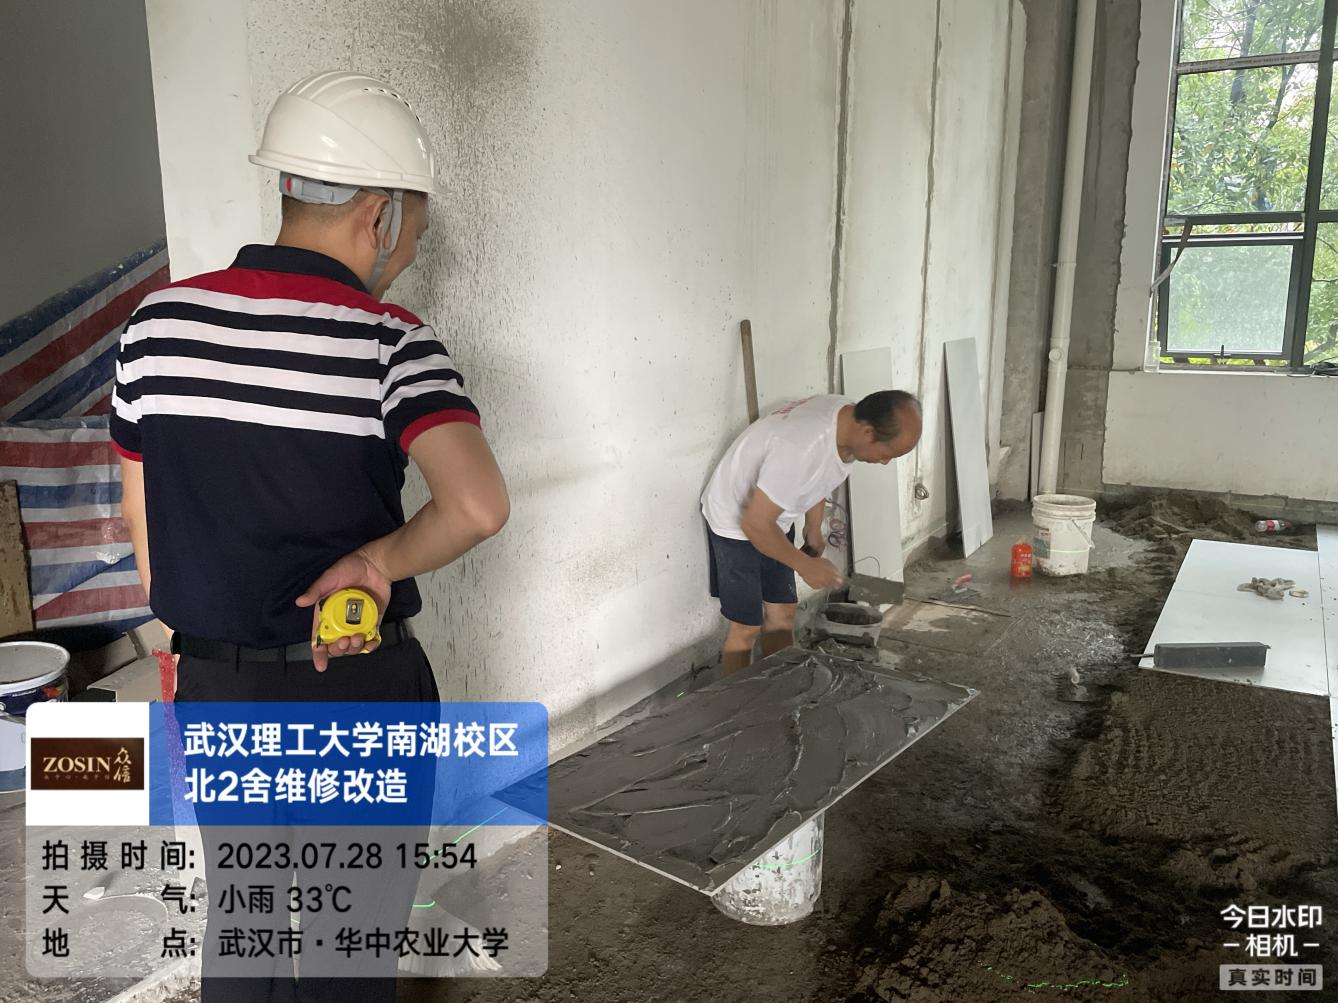 武汉理工大学南湖校区
北2舍维修改造
ZOSIN 众信
拍摄时间: 2023.07.28 15:54
天气: 小雨 33℃
地点: 武汉市·华中农业大学
今日水印
-相机-
真实时间